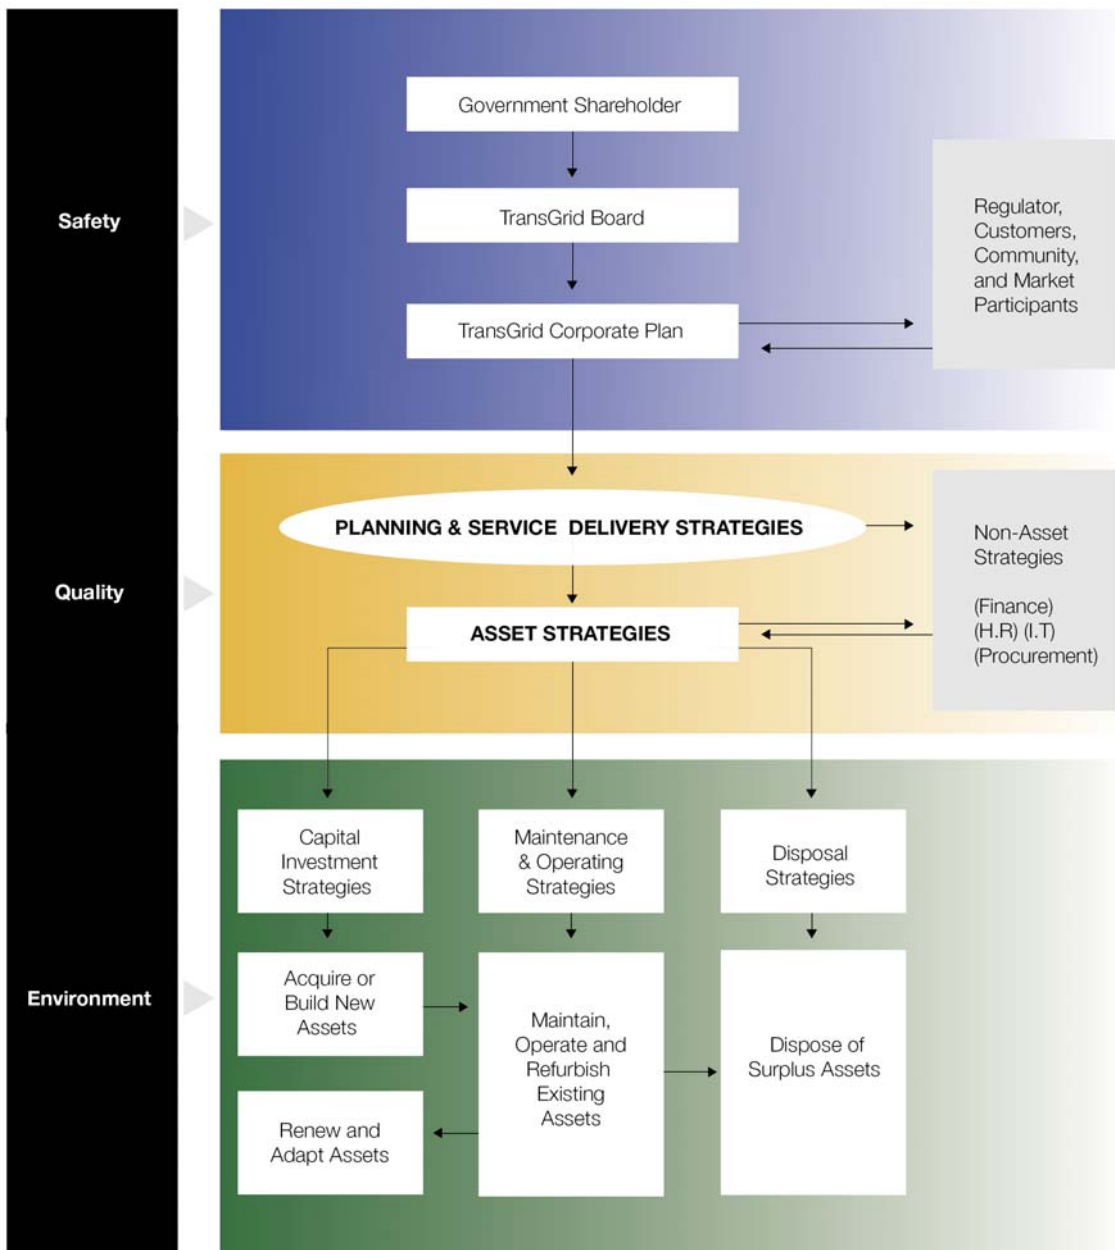 Government Shareholder
Safety
TransGrid Board
Regulator,
Customers,
Community,
and Market
Participants
TransGrid Corporate Plan
Quality
PLANNING & SERVICE DELIVERY STRATEGIES
Non-Asset
Strategies
(Finance)
(H.R) (I.T)
(Procurement)
ASSET STRATEGIES
Environment
Capital
Investment
Strategies
Maintenance
& Operating
Strategies
Disposal
Strategies
Acquire or
Build New
Assets
Maintain,
Operate and
Refurbish
Existing
Assets
Dispose of
Surplus Assets
Renew and
Adapt Assets